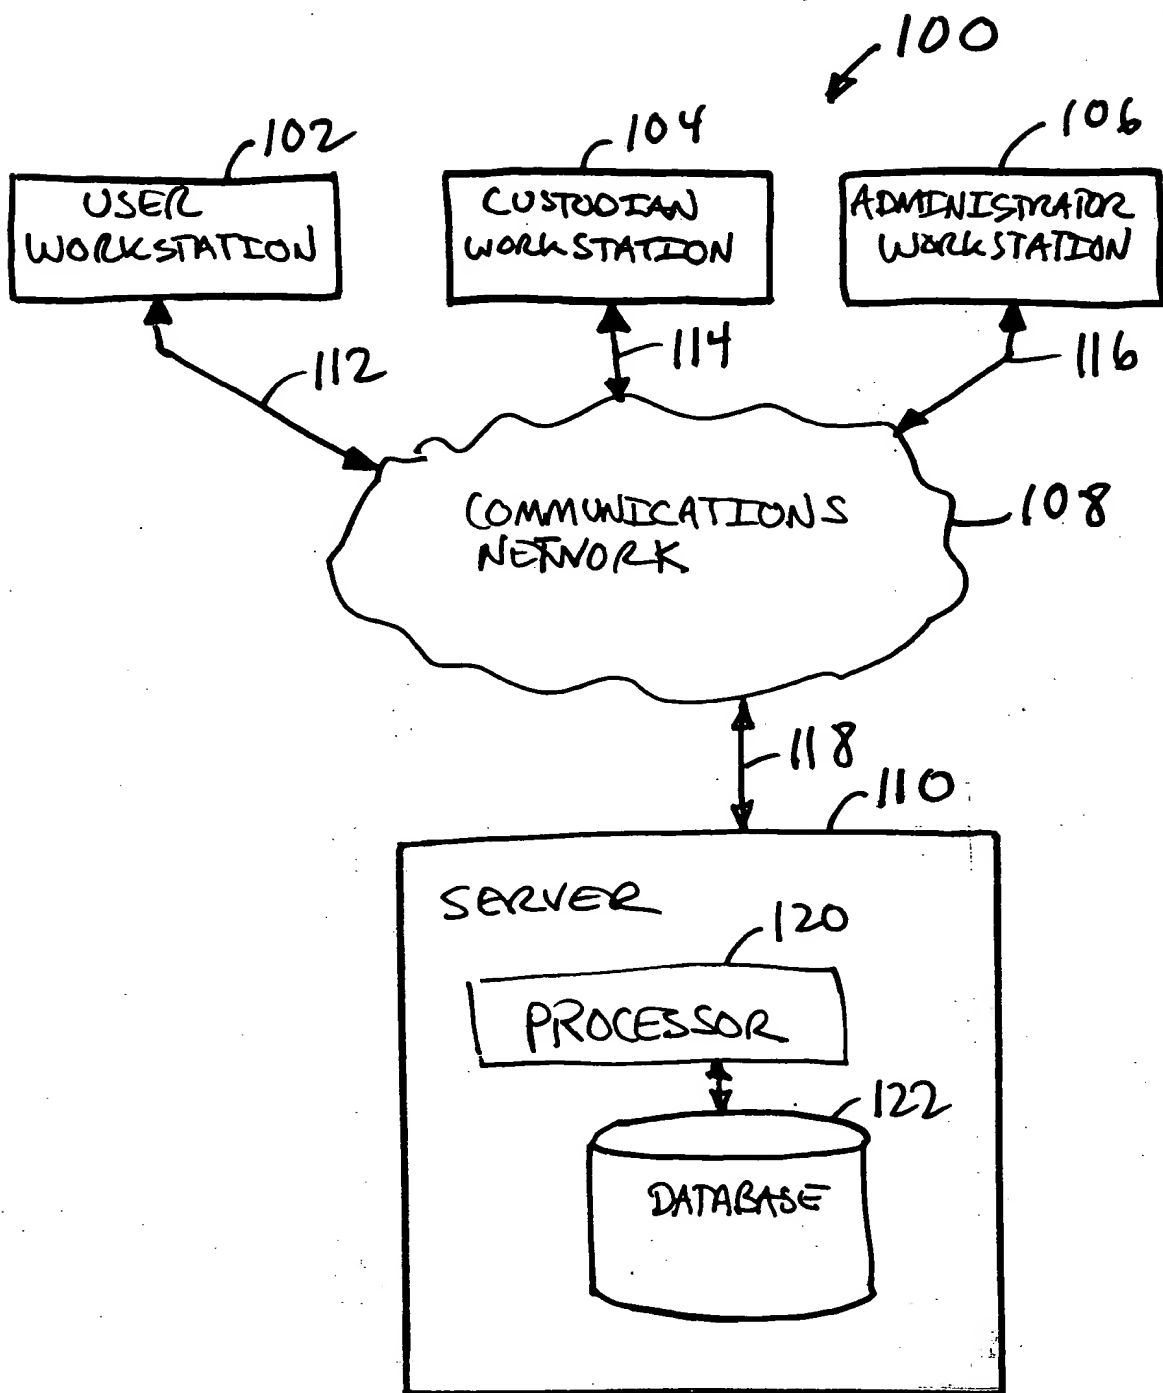 100
102
104
106
USER
WORKSTATION
CUSTODIAN
WORKSTATION
ADMINISTRATOR
WORKSTATION
112
114
116
COMMUNICATIONS
NETWORK
108
118
110
SERVER
120
PROCESSOR
122
DATABASE